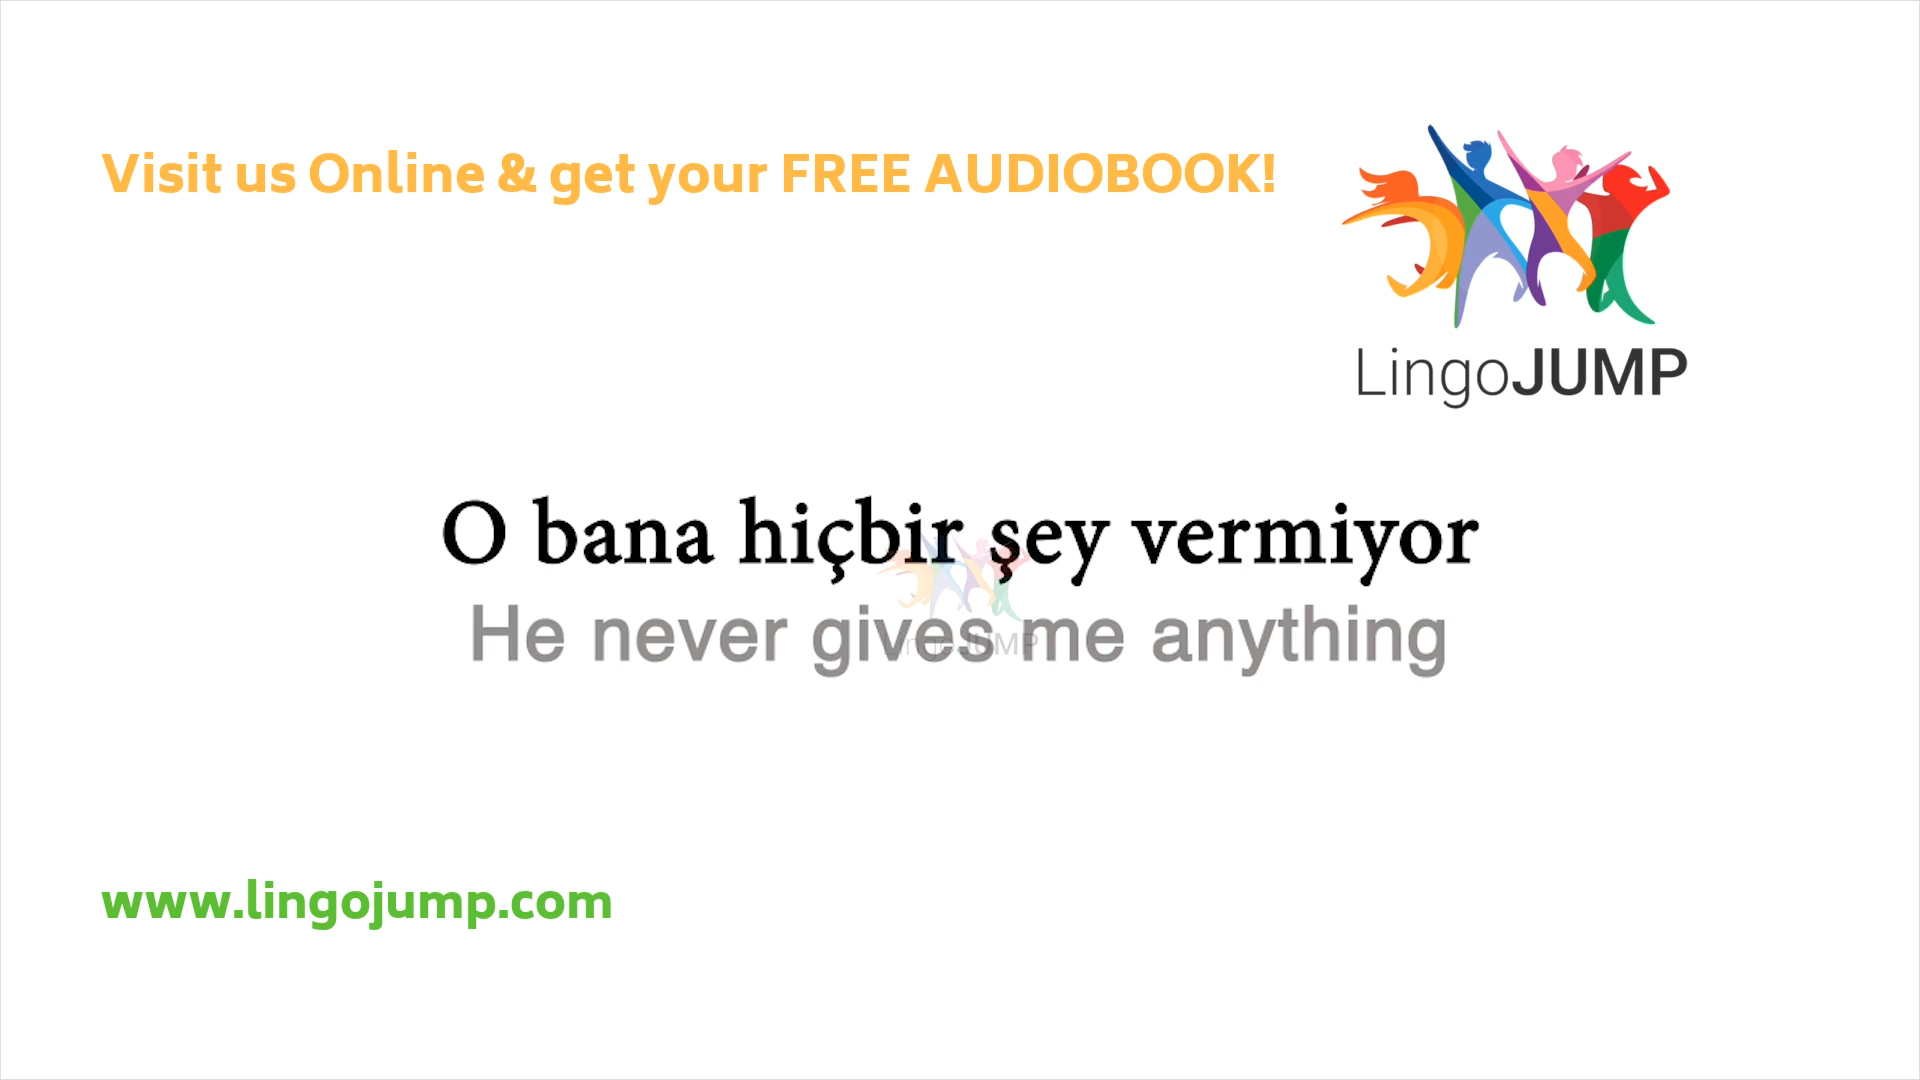 Visit us Online & get your FREE AUDIOBOOK!
LingoJUMP
O bana hiçbir şey vermiyor
He never gives me anything
LingoJUMP
www.lingojump.com